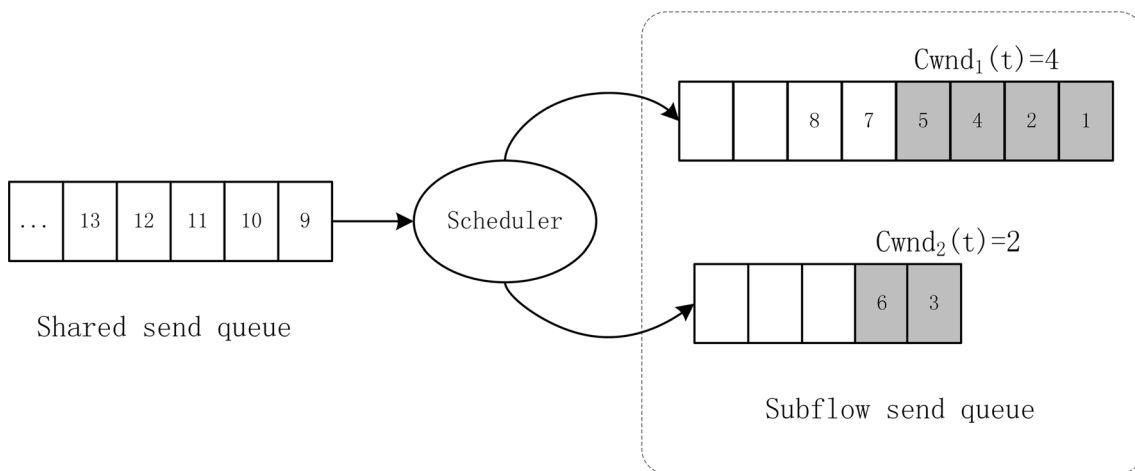 Cwnd₁(t)=4
8 7 5 4 2 1
... 13 12 11 10 9
Scheduler
Cwnd₂(t)=2
6 3
Shared send queue
Subflow send queue